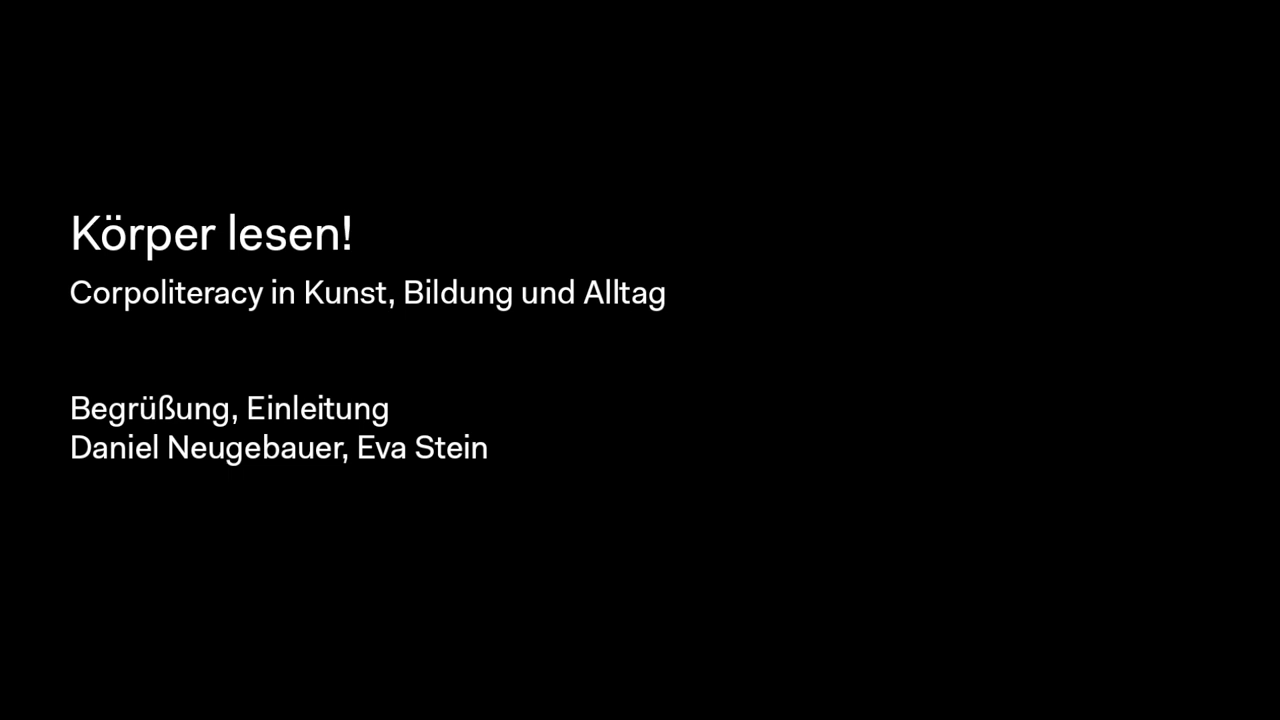 Körper lesen!
Corpoliteracy in Kunst, Bildung und Alltag
Begrüßung, Einleitung
Daniel Neugebauer, Eva Stein